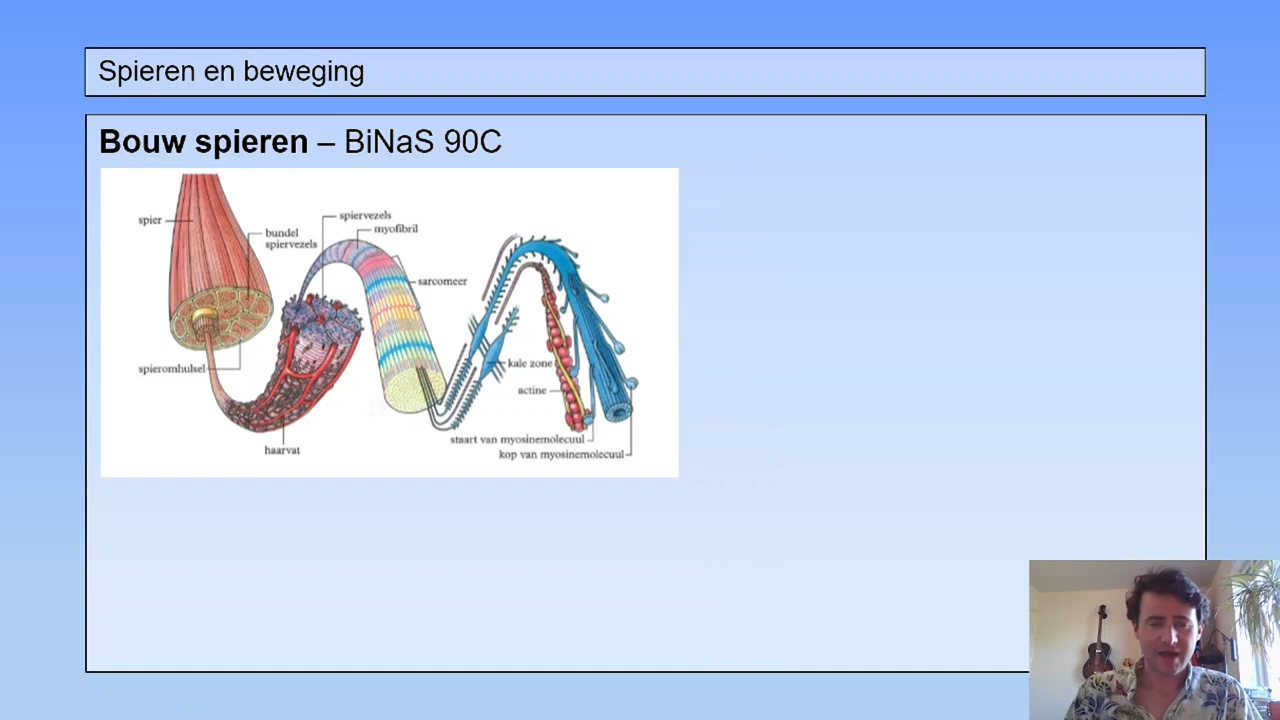 Spieren en beweging
Bouw spieren – BiNaS 90C
spier
bundel
spiervezels
spiervezels
myofibril
sarcomeer
spieromhulsel
haarvat
kale zone
actine
staart van myosinemolecuul
kop van myosinemolecuul